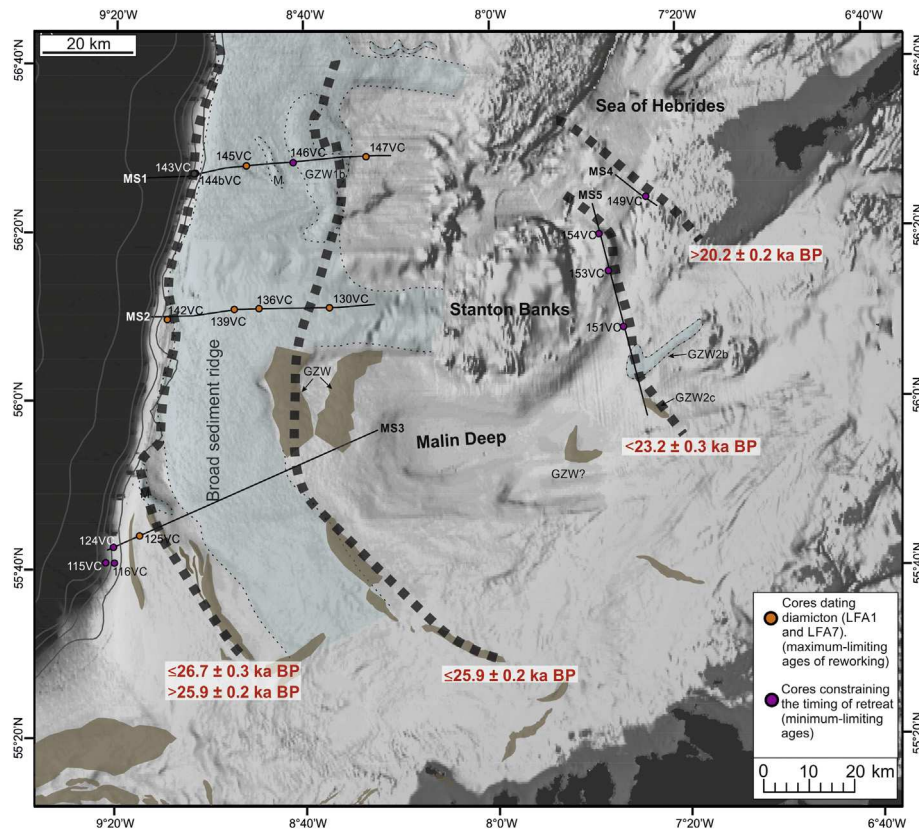 9°20'W
8°40'W
8°0'W
7°20'W
6°40'W
20 km
56°40'N
56°40'N
Sea of Hebrides
143VC
145VC
146VC
147VC
MS1
144bVC
M
GZW1b
MS4
149VC
MS5
154VC
56°20'N
56°20'N
>20.2 ± 0.2 ka BP
153VC
142VC
136VC
130VC
MS2
139VC
Stanton Banks
151VC
GZW
GZW2b
56°0'N
56°0'N
GZW2c
Broad sediment ridge
MS3
Malin Deep
<23.2 ± 0.3 ka BP
GZW?
124VC
125VC
115VC
116VC
55°40'N
55°40'N
≤26.7 ± 0.3 ka BP
>25.9 ± 0.2 ka BP
≤25.9 ± 0.2 ka BP
Cores dating
diamicton (LFA1
and LFA7).
(maximum-limiting
ages of reworking)
Cores constraining
the timing of retreat
(minimum-limiting
ages)
55°20'N
55°20'N
0 10 20 km
9°20'W
8°40'W
8°0'W
7°20'W
6°40'W